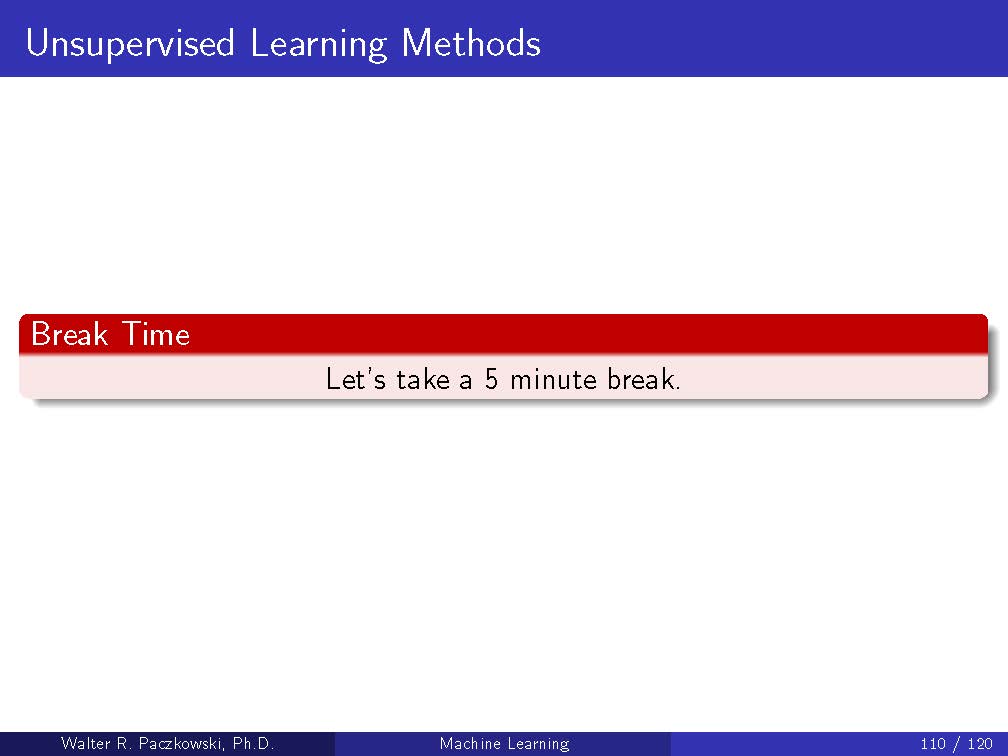 Unsupervised Learning Methods
Break Time
Let's take a 5 minute break.
Walter R. Paczkowski, Ph.D. Machine Learning 110 / 120